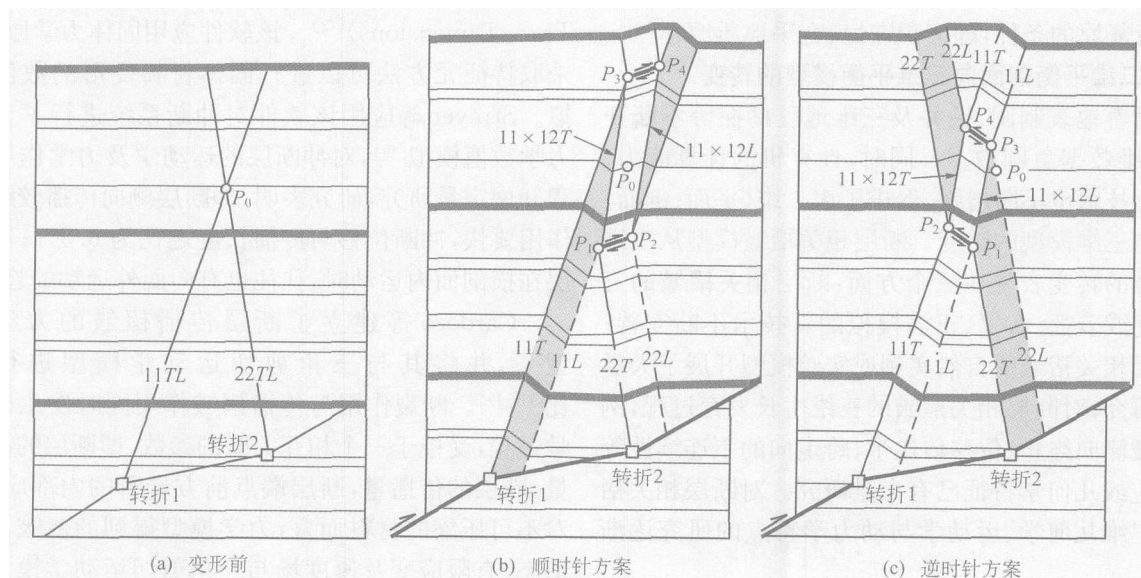 P₀
11TL
22TL
转折2
转折1
(a) 变形前
P₃
P₄
11×12T
11×12L
P₀
P₁
P₂
11T
11L
22T
22L
转折2
转折1
(b) 顺时针方案
22L
22T
11T
11L
P₄
P₃
P₀
11×12T
11×12L
P₂
P₁
11T
11L
22L
22T
转折2
转折1
(c) 逆时针方案